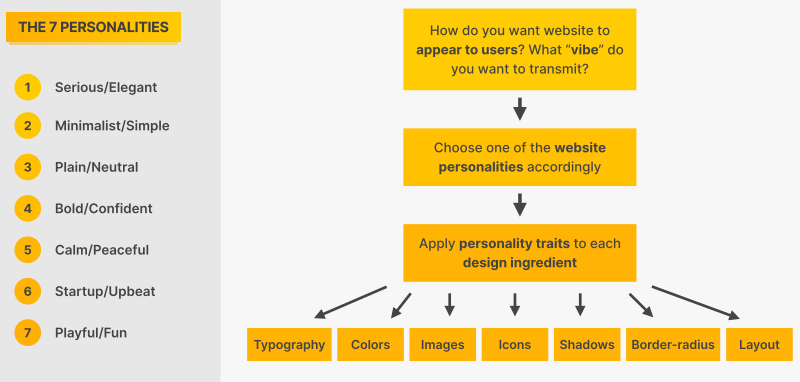 THE 7 PERSONALITIES
1 Serious/Elegant
2 Minimalist/Simple
3 Plain/Neutral
4 Bold/Confident
5 Calm/Peaceful
6 Startup/Upbeat
7 Playful/Fun
How do you want website to
appear to users? What “vibe” do
you want to transmit?
Choose one of the website
personalities accordingly
Apply personality traits to each
design ingredient
Typography
Colors
Images
Icons
Shadows
Border-radius
Layout